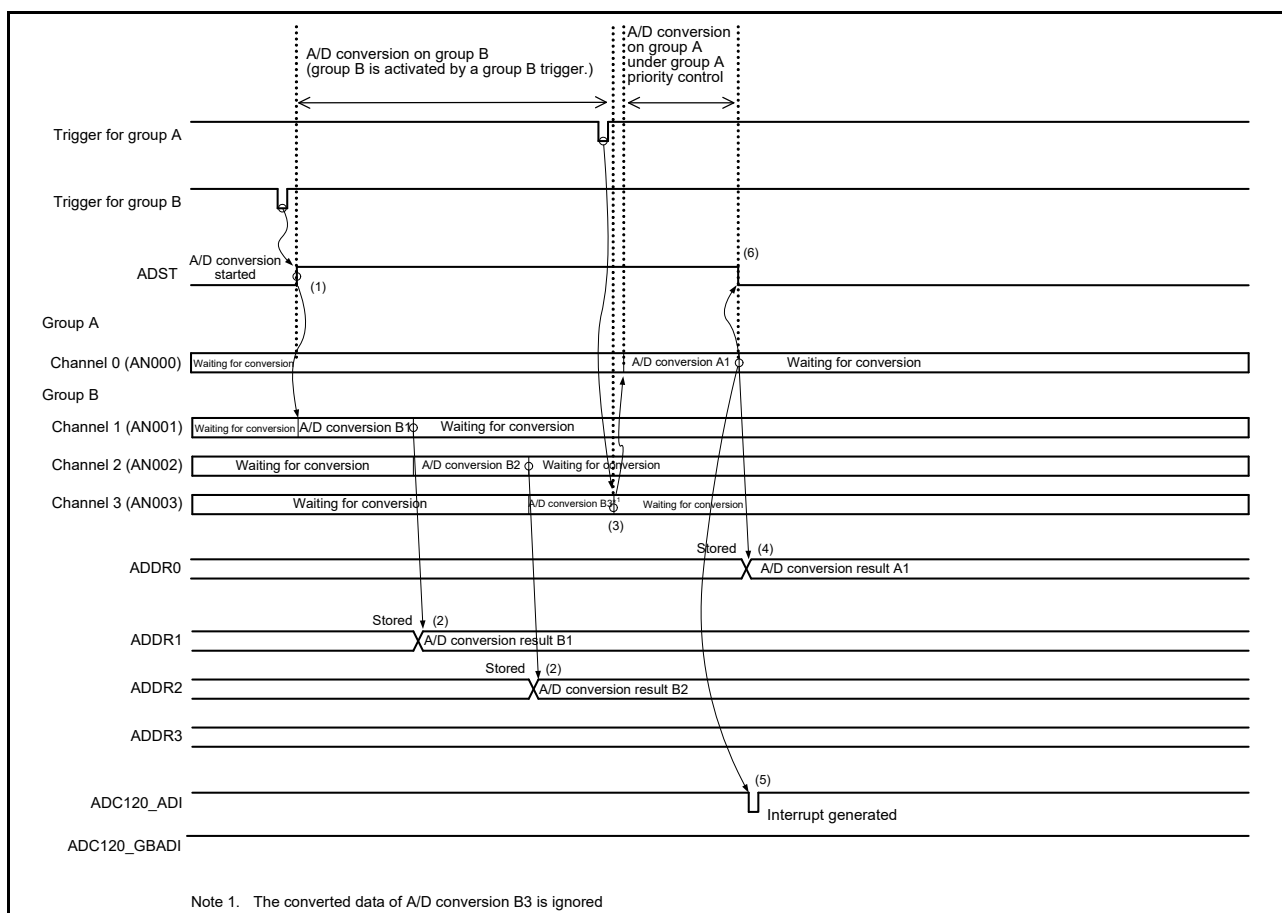 A/D conversion on group B
(group B is activated by a group B trigger.)
A/D conversion
on group A
under group A
priority control
Trigger for group A
Trigger for group B
ADST
A/D conversion
started
(1)
(6)
Group A
Channel 0 (AN000)
Waiting for conversion
A/D conversion A1
Waiting for conversion
Group B
Channel 1 (AN001)
Waiting for conversion
A/D conversion B1
Waiting for conversion
Channel 2 (AN002)
Waiting for conversion
A/D conversion B2
Waiting for conversion
Channel 3 (AN003)
Waiting for conversion
A/D conversion B3*1
Waiting for conversion
(3)
ADDR0
Stored
(4)
A/D conversion result A1
ADDR1
Stored
(2)
A/D conversion result B1
ADDR2
Stored
(2)
A/D conversion result B2
ADDR3
ADC120_ADI
(5)
Interrupt generated
ADC120_GBADI
Note 1. The converted data of A/D conversion B3 is ignored